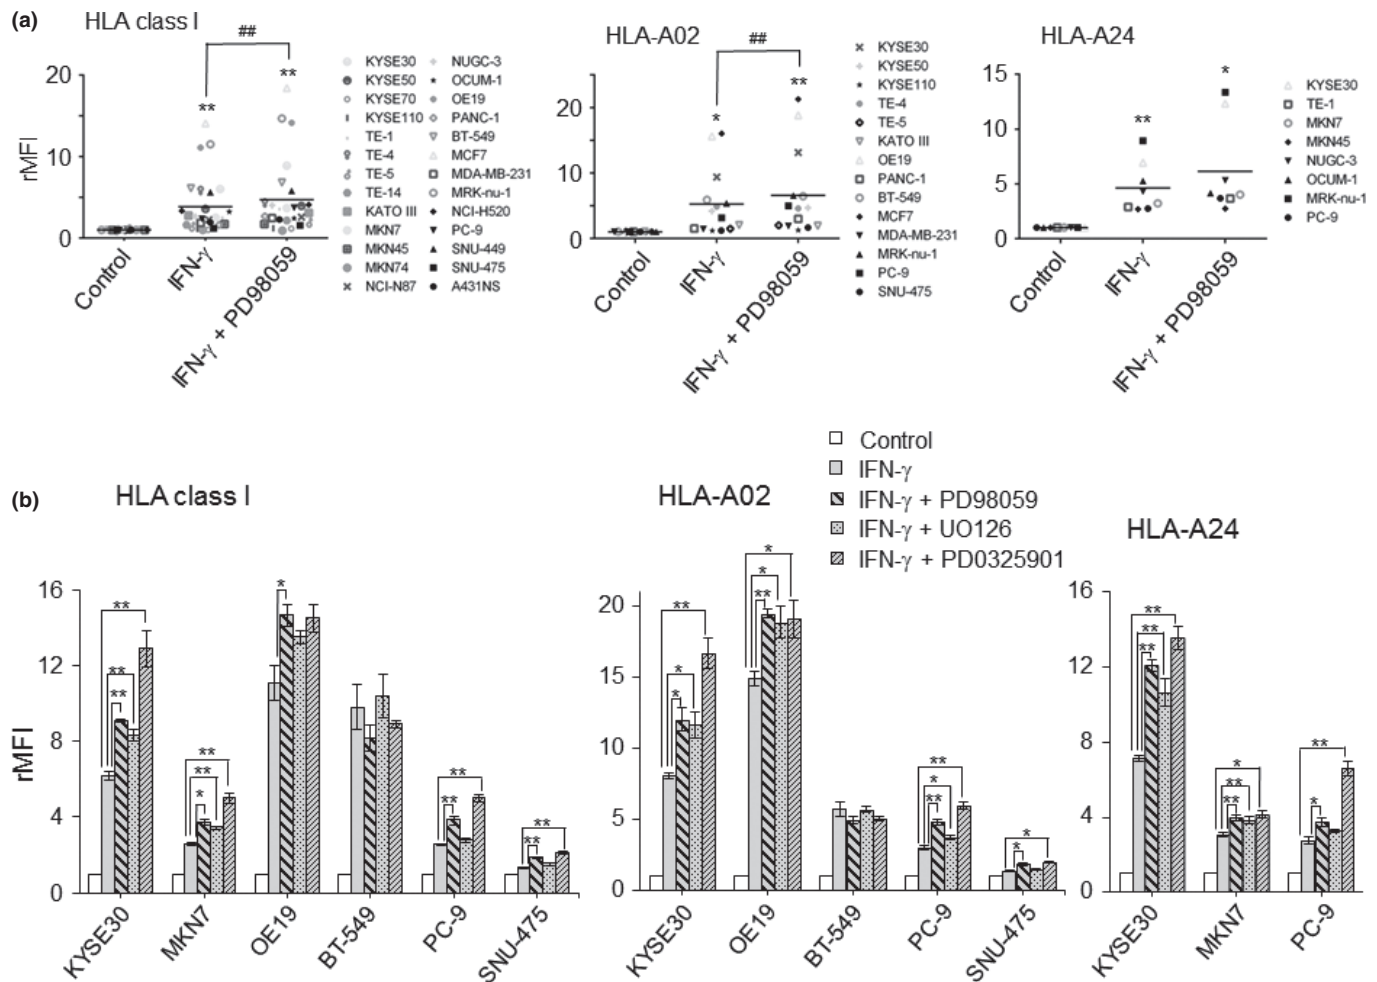 (a)
HLA class I
##
**
**
rMFI
20
10
0
Control
IFN-γ
IFN-γ + PD98059
KYSE30
KYSE50
KYSE70
KYSE110
TE-1
TE-4
TE-5
TE-14
KATO III
MKN7
MKN45
MKN74
NCI-N87
NUGC-3
OCUM-1
OE19
PANC-1
BT-549
MCF7
MDA-MB-231
MRK-nu-1
NCI-H520
PC-9
SNU-449
SNU-475
A431NS
HLA-A02
##
*
**
20
10
0
Control
IFN-γ
IFN-γ + PD98059
KYSE30
KYSE50
KYSE110
TE-4
TE-5
KATO III
OE19
PANC-1
BT-549
MCF7
MDA-MB-231
MRK-nu-1
PC-9
SNU-475
HLA-A24
**
*
15
10
5
0
Control
IFN-γ
IFN-γ + PD98059
KYSE30
TE-1
MKN7
MKN45
NUGC-3
OCUM-1
MRK-nu-1
PC-9
Control
IFN-γ
IFN-γ + PD98059
IFN-γ + UO126
IFN-γ + PD0325901
(b)
HLA class I
rMFI
16
12
8
4
0
**
**
**
**
**
*
*
**
**
**
**
KYSE30
MKN7
OE19
BT-549
PC-9
SNU-475
HLA-A02
20
15
10
5
0
**
*
*
*
*
**
**
*
**
*
*
KYSE30
OE19
BT-549
PC-9
SNU-475
HLA-A24
16
12
8
4
0
**
**
**
*
**
**
**
*
KYSE30
MKN7
PC-9